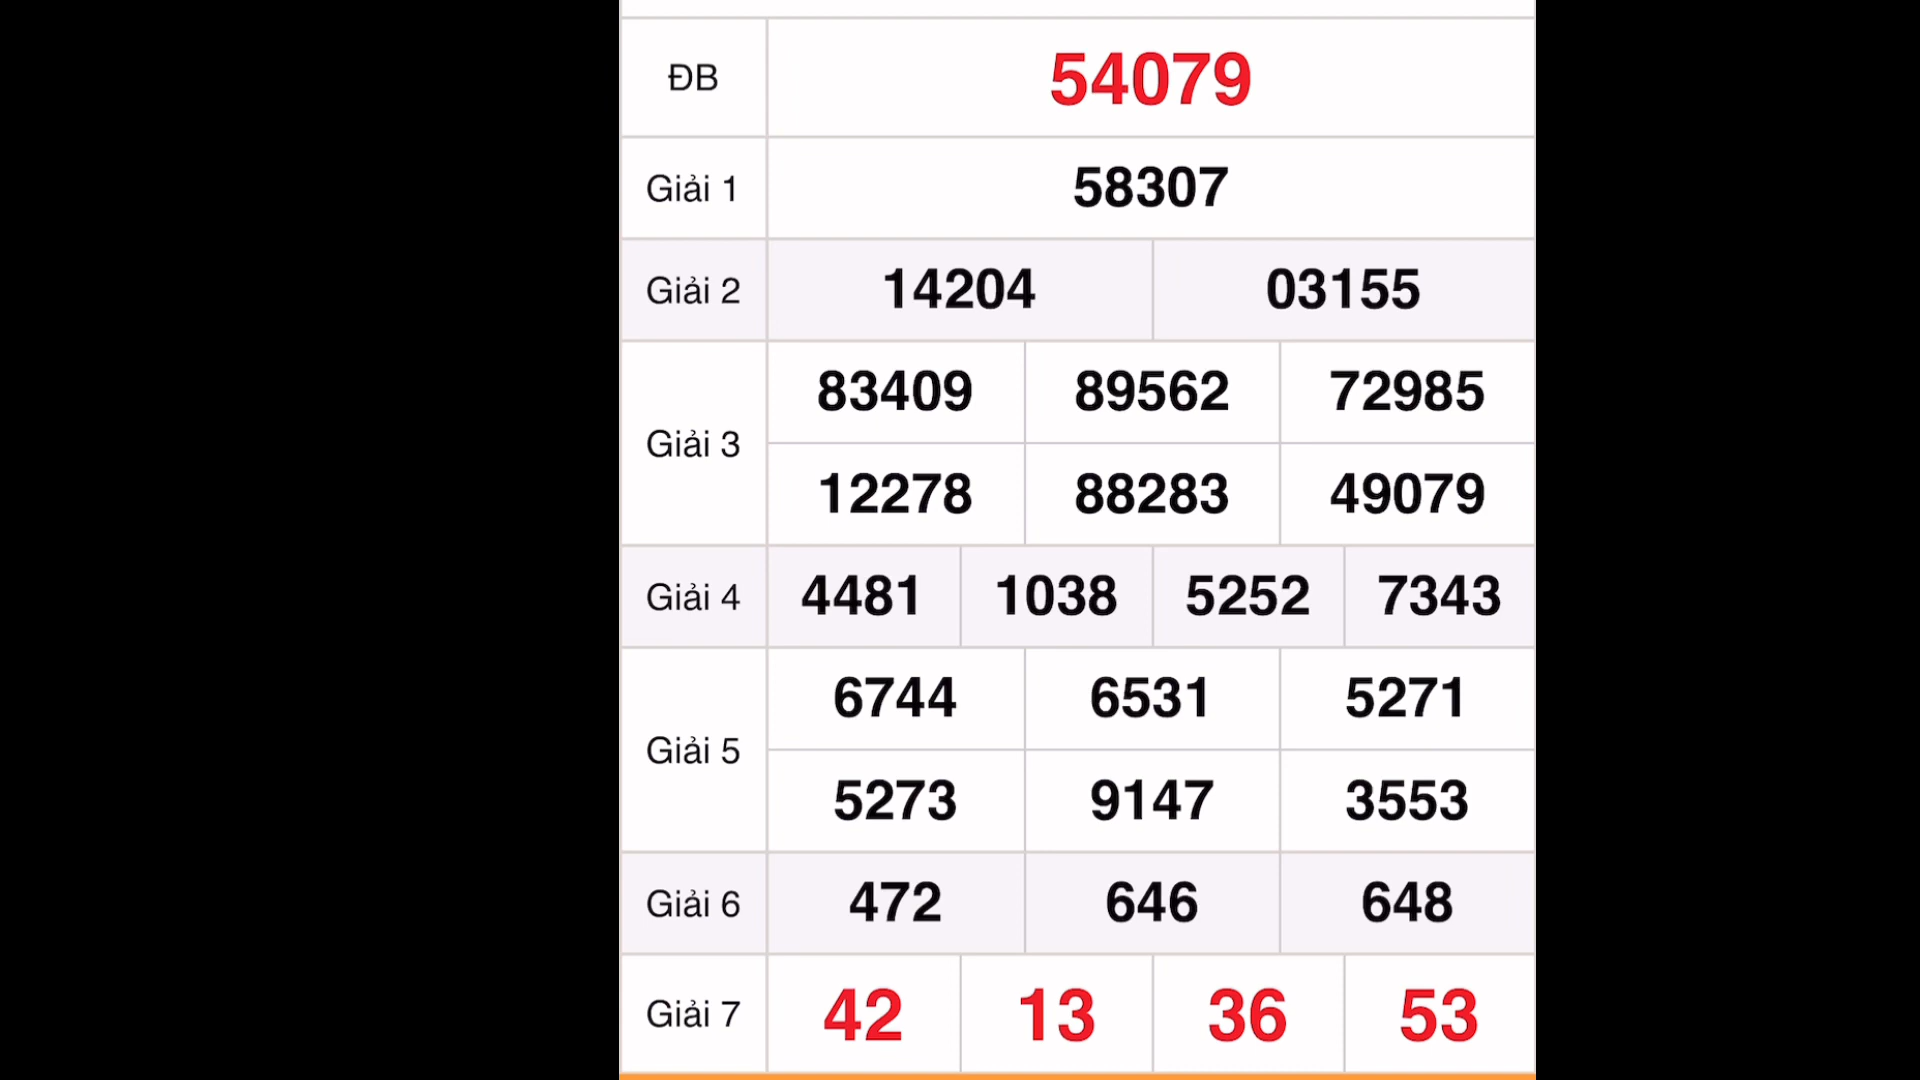 ĐB 54079
Giải 1 58307
Giải 2 14204 03155
Giải 3 83409 89562 72985
12278 88283 49079
Giải 4 4481 1038 5252 7343
Giải 5 6744 6531 5271
5273 9147 3553
Giải 6 472 646 648
Giải 7 42 13 36 53